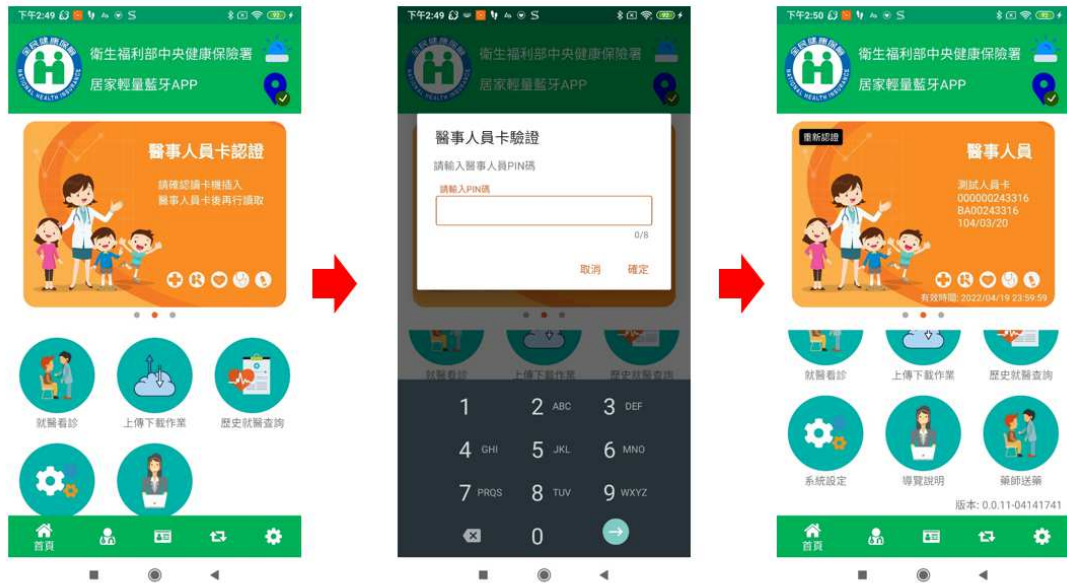 下午2:49
衛生福利部中央健康保險署
居家輕量藍牙APP
醫事人員卡認證
請確認讀卡機插入
醫事人員卡後再行讀取
就醫看診
上傳下載作業
歷史就醫查詢
首頁
下午2:49
衛生福利部中央健康保險署
居家輕量藍牙APP
醫事人員卡驗證
請輸入醫事人員PIN碼
請輸入PIN碼
0/8
取消
確定
就醫看診
上傳下載作業
歷史就醫查詢
1
2 ABC
3 DEF
4 GHI
5 JKL
6 MNO
7 PRQS
8 TUV
9 WXYZ
0
下午2:50
衛生福利部中央健康保險署
居家輕量藍牙APP
重新認證
醫事人員
測試人員卡
000000243316
BA00243316
104/03/20
有效時間: 2022/04/19 23:59:59
就醫看診
上傳下載作業
歷史就醫查詢
系統設定
導覽說明
藥師送藥
版本: 0.0.11-04141741
首頁